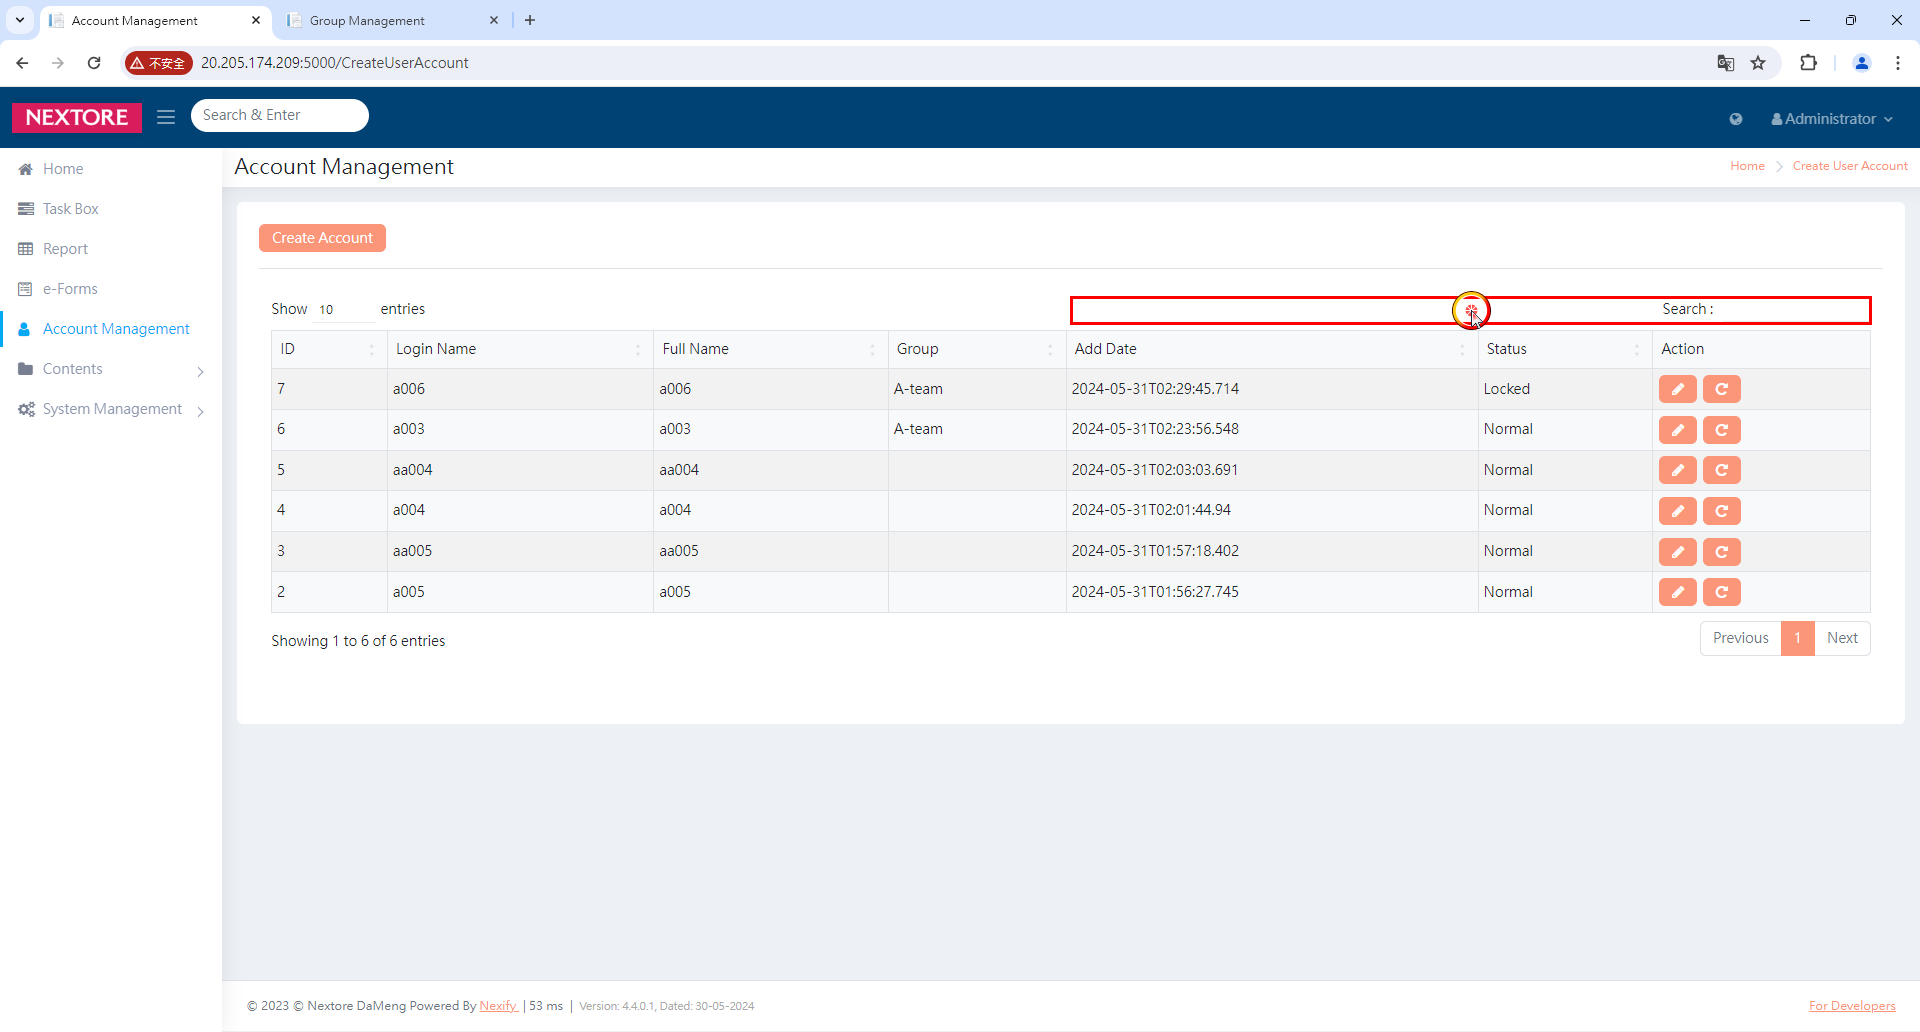 Account Management
Group Management
不安全 20.205.174.209:5000/CreateUserAccount
NEXTORE Search & Enter Administrator
Home
Task Box
Report
e-Forms
Account Management
Contents
System Management
Account Management
Home > Create User Account
Create Account
Show 10 entries Search :
ID Login Name Full Name Group Add Date Status Action
7 a006 a006 A-team 2024-05-31T02:29:45.714 Locked
6 a003 a003 A-team 2024-05-31T02:23:56.548 Normal
5 aa004 aa004 2024-05-31T02:03:03.691 Normal
4 a004 a004 2024-05-31T02:01:44.94 Normal
3 aa005 aa005 2024-05-31T01:57:18.402 Normal
2 a005 a005 2024-05-31T01:56:27.745 Normal
Showing 1 to 6 of 6 entries Previous 1 Next
© 2023 © Nextore DaMeng Powered By Nexify | 53 ms | Version: 4.4.0.1, Dated: 30-05-2024 For Developers